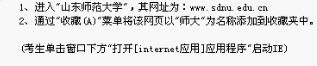 1、进入"山东师范大学"，其网址为：www.sdnu.edu.cn
2、通过"收藏(A)"菜单将该网页以"师大"为名称添加到收藏夹中。
(考生单击窗口下方"打开[internet应用]应用程序"启动IE)